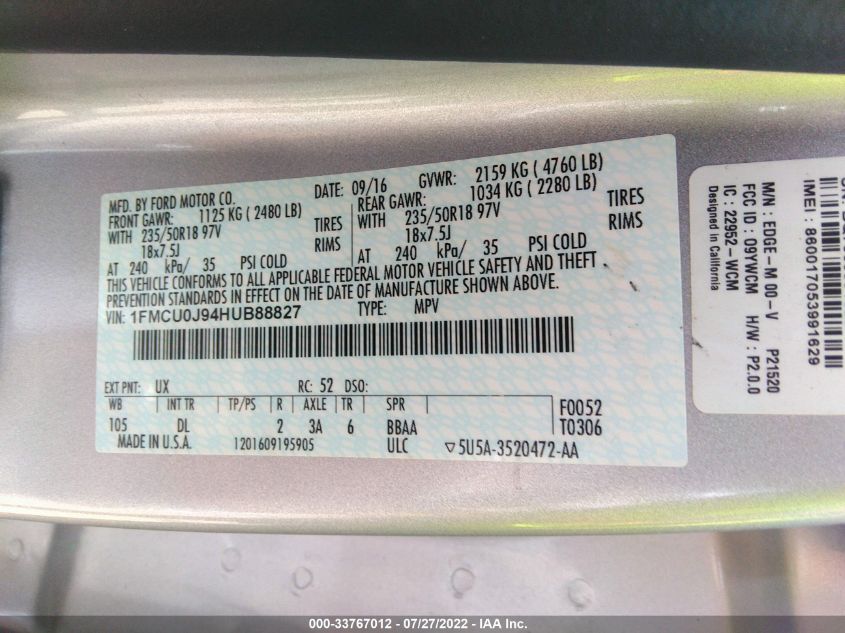 MFD. BY FORD MOTOR CO.
DATE: 09/16 GVWR: 2159 KG ( 4760 LB)
FRONT GAWR: 1125 KG ( 2480 LB) REAR GAWR: 1034 KG ( 2280 LB)
WITH 235/50R18 97V TIRES WITH 235/50R18 97V TIRES
18x7.5J RIMS 18x7.5J RIMS
AT 240 kPa/ 35 PSI COLD AT 240 kPa/ 35 PSI COLD
THIS VEHICLE CONFORMS TO ALL APPLICABLE FEDERAL MOTOR VEHICLE SAFETY AND THEFT
PREVENTION STANDARDS IN EFFECT ON THE DATE OF MANUFACTURE SHOWN ABOVE.
VIN: 1FMCU0J94HUB88827 TYPE: MPV
EXT PNT: UX RC: 52 DSO:
WB INT TR TP/PS R AXLE TR SPR F0052
105 DL 2 3A 6 BBAA T0306
MADE IN U.S.A. 1201609195905 ULC ▽5U5A-3520472-AA
IMEI : 860017053991629
M/N : EDGE-M 00-V P21520
FCC ID : 09YWCM H/W : P2.0.0
IC : 22952-WCM
Designed in California
000-33767012 - 07/27/2022 - IAA Inc.